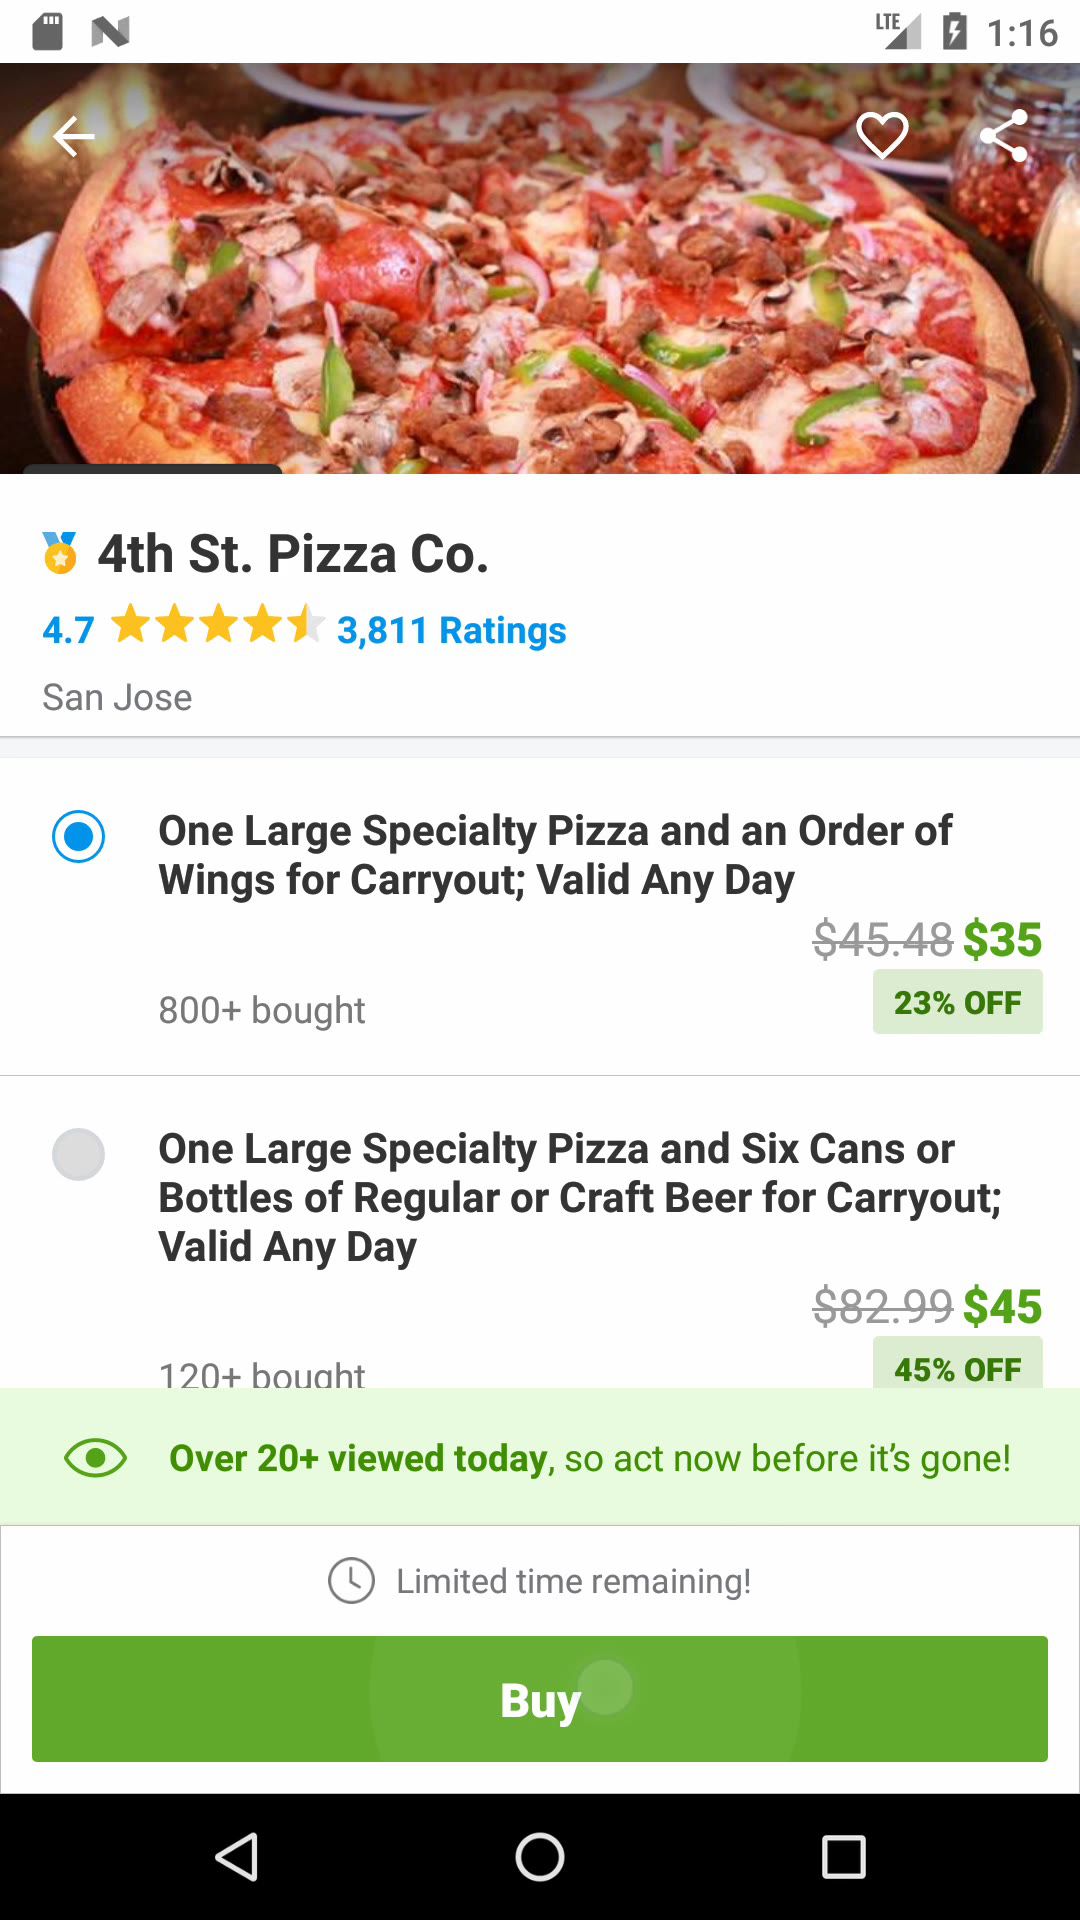 LTE 1:16
4th St. Pizza Co.
4.7 3,811 Ratings
San Jose
One Large Specialty Pizza and an Order of
Wings for Carryout; Valid Any Day
$45.48 $35
800+ bought 23% OFF
One Large Specialty Pizza and Six Cans or
Bottles of Regular or Craft Beer for Carryout;
Valid Any Day
$82.99 $45
120+ bought 45% OFF
Over 20+ viewed today, so act now before it's gone!
Limited time remaining!
Buy